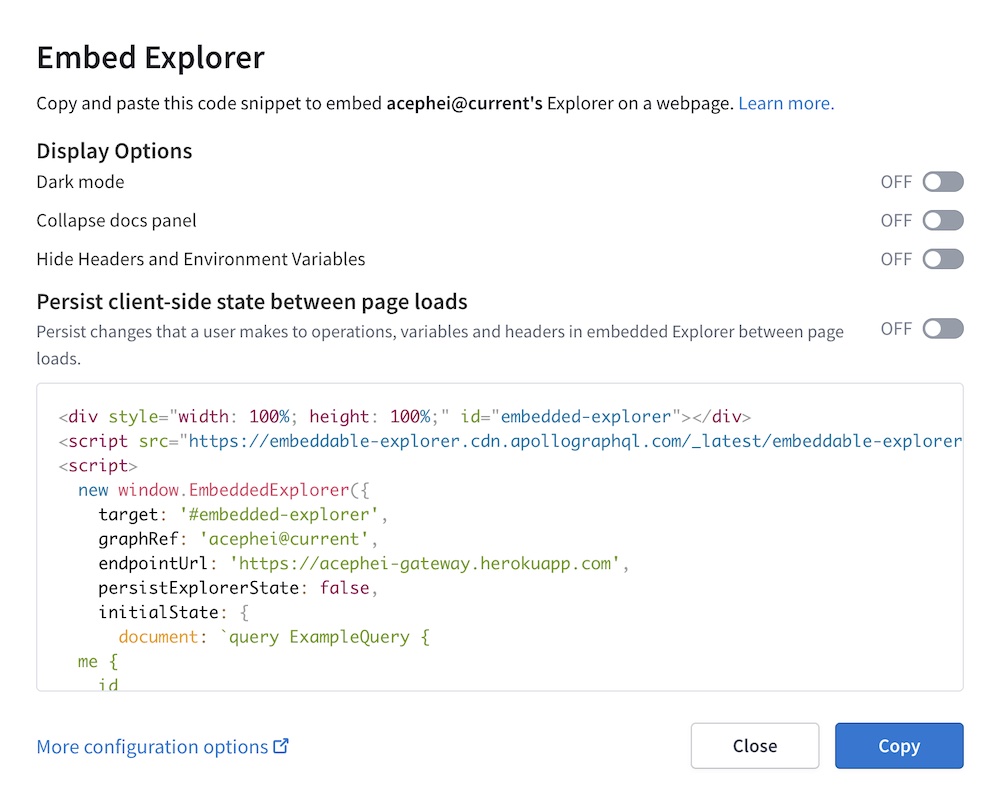 Embed Explorer
Copy and paste this code snippet to embed acephei@current's Explorer on a webpage. Learn more.
Display Options
Dark mode OFF
Collapse docs panel OFF
Hide Headers and Environment Variables OFF
Persist client-side state between page loads
Persist changes that a user makes to operations, variables and headers in embedded Explorer between page OFF
loads.
<div style="width: 100%; height: 100%;" id="embedded-explorer"></div>
<script src="https://embeddable-explorer.cdn.apollographql.com/_latest/embeddable-explorer
<script>
new window.EmbeddedExplorer({
target: '#embedded-explorer',
graphRef: 'acephei@current',
endpointUrl: 'https://acephei-gateway.herokuapp.com',
persistExplorerState: false,
initialState: {
document: `query ExampleQuery {
me {
id
More configuration options
Close
Copy